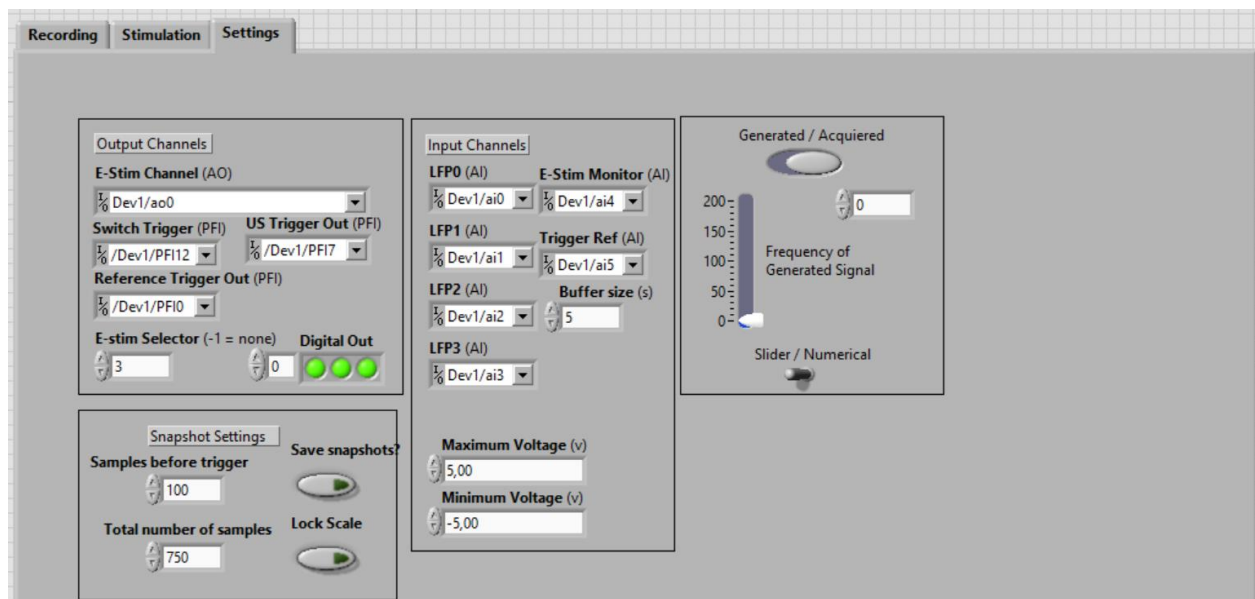 Recording Stimulation Settings
Output Channels
E-Stim Channel (AO)
Dev1/ao0
Switch Trigger (PFI) US Trigger Out (PFI)
/Dev1/PFI12 /Dev1/PFI7
Reference Trigger Out (PFI)
/Dev1/PFI0
E-stim Selector (-1 = none) Digital Out
3 0
Snapshot Settings
Save snapshots?
Samples before trigger
100
Lock Scale
Total number of samples
750
Input Channels
LFP0 (AI) E-Stim Monitor (AI)
Dev1/ai0 Dev1/ai4
LFP1 (AI) Trigger Ref (AI)
Dev1/ai1 Dev1/ai5
LFP2 (AI) Buffer size (s)
Dev1/ai2 5
LFP3 (AI)
Dev1/ai3
Maximum Voltage (v)
5,00
Minimum Voltage (v)
-5,00
Generated / Acquiered
0
200
150
100
50
0
Frequency of
Generated Signal
Slider / Numerical